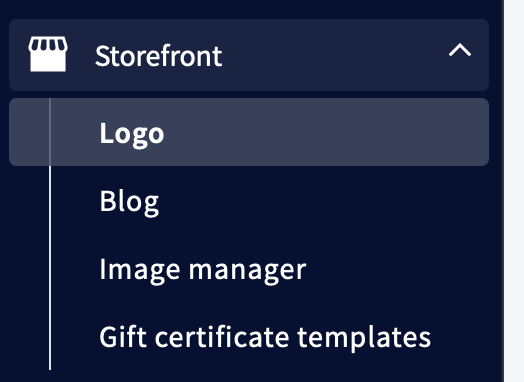 Storefront
Logo
Blog
Image manager
Gift certificate templates